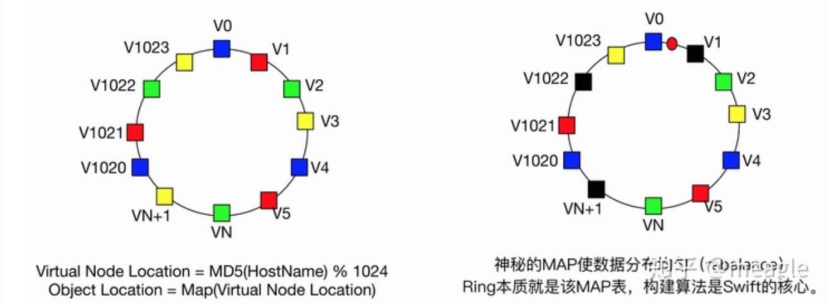 V0
V1
V2
V3
V4
V5
VN
VN+1
V1020
V1021
V1022
V1023
Virtual Node Location = MD5(HostName) % 1024
Object Location = Map(Virtual Node Location)
V0
V1
V2
V3
V4
V5
VN
VN+1
V1020
V1021
V1022
V1023
神秘的MAP使数据分布的
Ring本质就是该MAP表，构建算法是Swift的核心。
知乎 @meagle